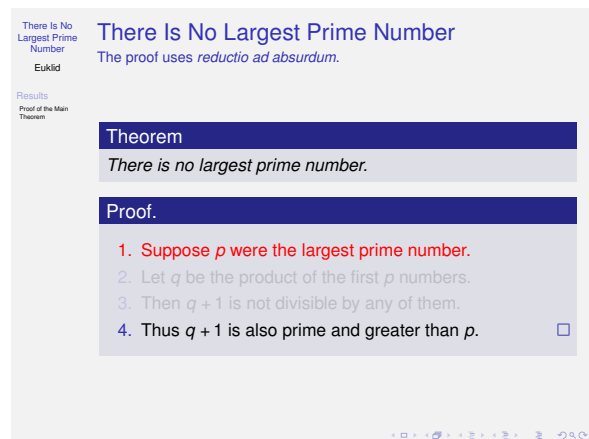 There Is No
Largest Prime
Number
Euklid
Results
Proof of the Main
Theorem
There Is No Largest Prime Number
The proof uses reductio ad absurdum.
Theorem
There is no largest prime number.
Proof.
1. Suppose p were the largest prime number.
2. Let q be the product of the first p numbers.
3. Then q + 1 is not divisible by any of them.
4. Thus q + 1 is also prime and greater than p.